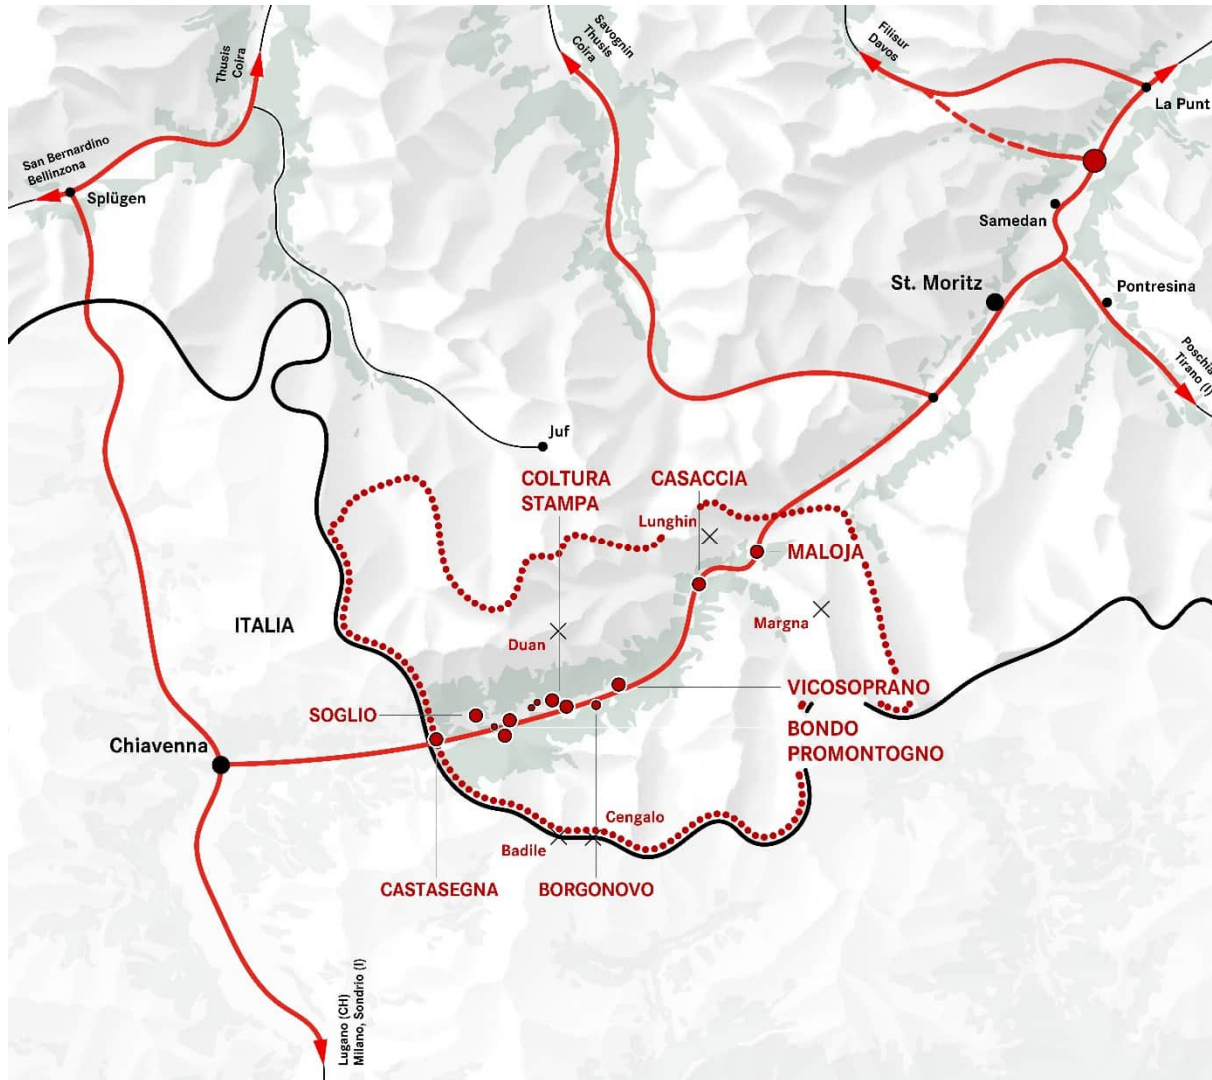 Thusis
Coira
Savognin
Thusis
Coira
Filisur
Davos
La Punt
San Bernardino
Bellinzona
Splügen
Samedan
St. Moritz
Pontresina
Poschia
Tirano (I)
Juf
COLTURA
STAMPA
CASACCIA
Lunghin
MALOJA
ITALIA
Margna
Duan
VICOSOPRANO
SOGLIO
BONDO
PROMONTOGNO
Chiavenna
Cengalo
Badile
CASTASEGNA
BORGONOVO
Lugano (CH)
Milano, Sondrio (I)